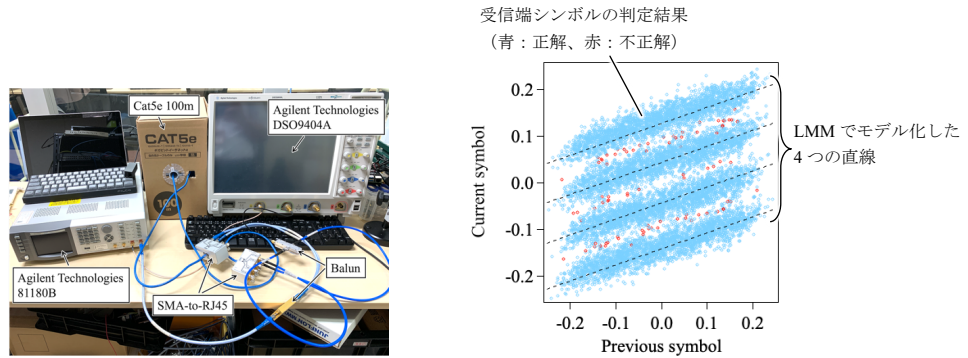 Cat5e 100m
CAT5e
100
Agilent Technologies
DSO9404A
Agilent Technologies
81180B
SMA-to-RJ45
Balun
受信端シンボルの判定結果
（青：正解、赤：不正解）
LMM でモデル化した
4 つの直線
Current symbol
0.2
0.1
0.0
-0.1
-0.2
-0.2
-0.1
0.0
0.1
0.2
Previous symbol